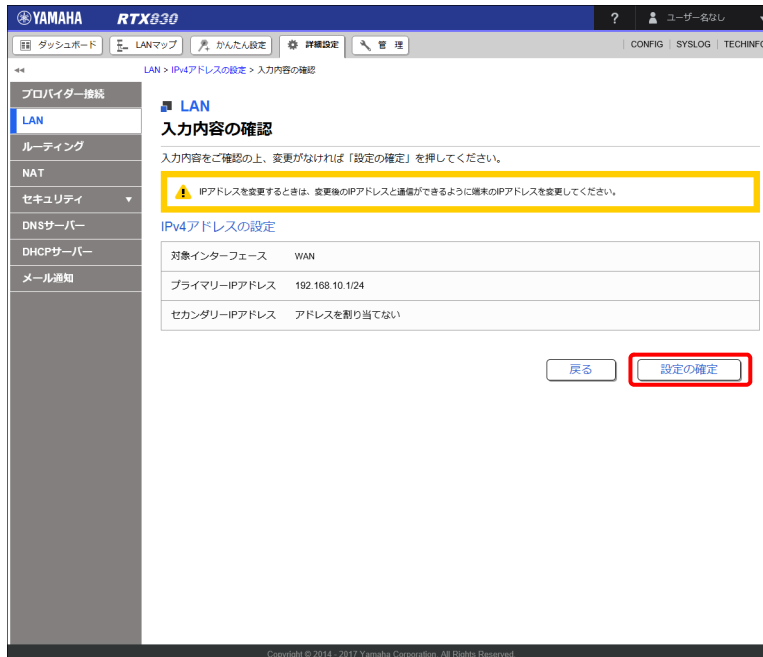 YAMAHA RTX830 ? ユーザー名なし
ダッシュボード LANマップ かんたん設定 詳細設定 管 理 CONFIG SYSLOG TECHINFO
LAN > IPv4アドレスの設定 > 入力内容の確認
プロバイダー接続
LAN
ルーティング
NAT
セキュリティ
DNSサーバー
DHCPサーバー
メール通知
LAN
入力内容の確認
入力内容をご確認の上、変更がなければ「設定の確定」を押してください。
IPアドレスを変更するときは、変更後のIPアドレスと通信ができるように端末のIPアドレスを変更してください。
IPv4アドレスの設定
対象インターフェース WAN
プライマリーIPアドレス 192.168.10.1/24
セカンダリーIPアドレス アドレスを割り当てない
戻る 設定の確定
Copyright © 2014 - 2017 Yamaha Corporation. All Rights Reserved.